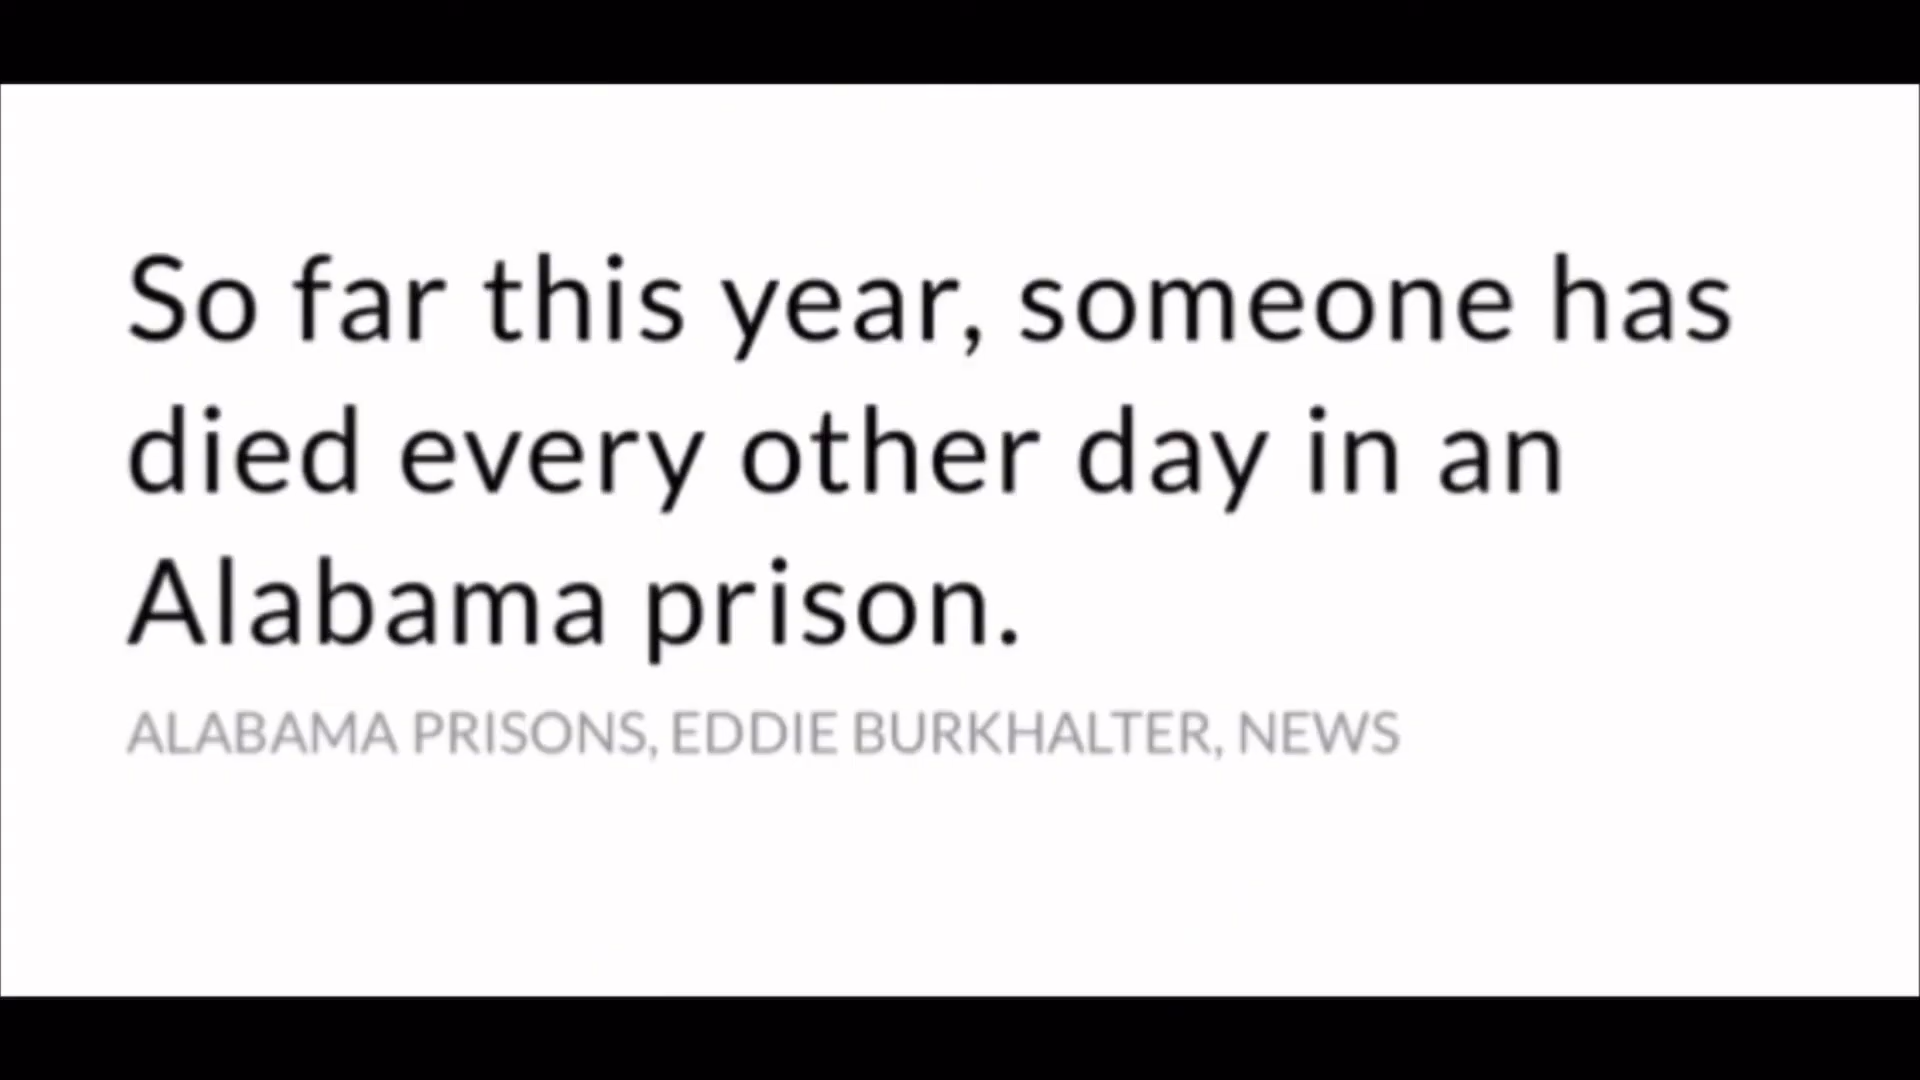 So far this year, someone has
died every other day in an
Alabama prison.
ALABAMA PRISONS, EDDIE BURKHALTER, NEWS